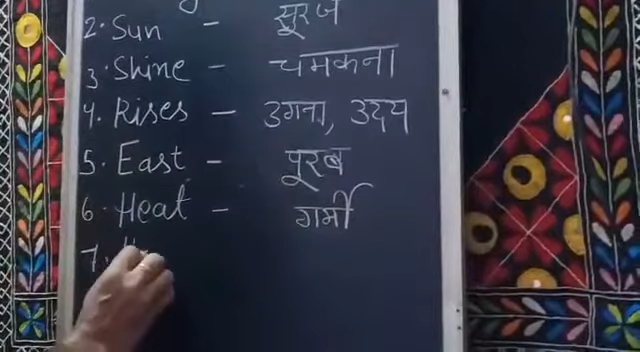 2. Sun - सूरज
3. Shine - चमकना
4. Rises - उगना, उदय
5. East - पूरब
6. Heat - गर्मी
7.